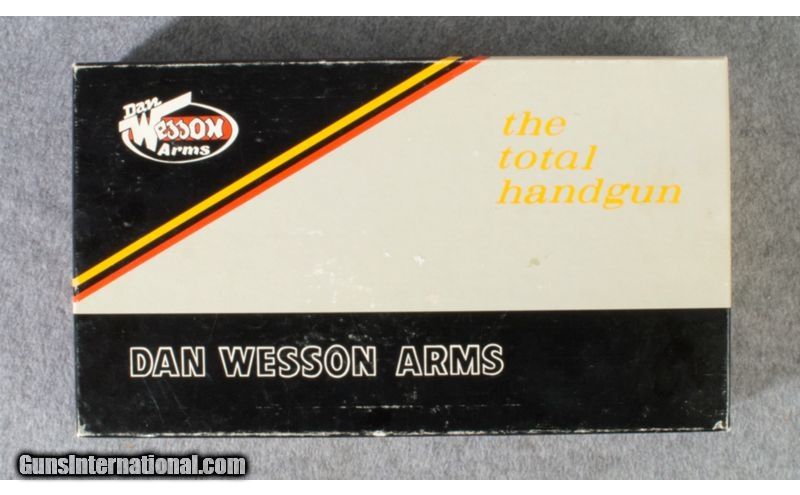 Dan
Wesson
Arms
the
total
handgun
DAN WESSON ARMS
GunsInternational.com